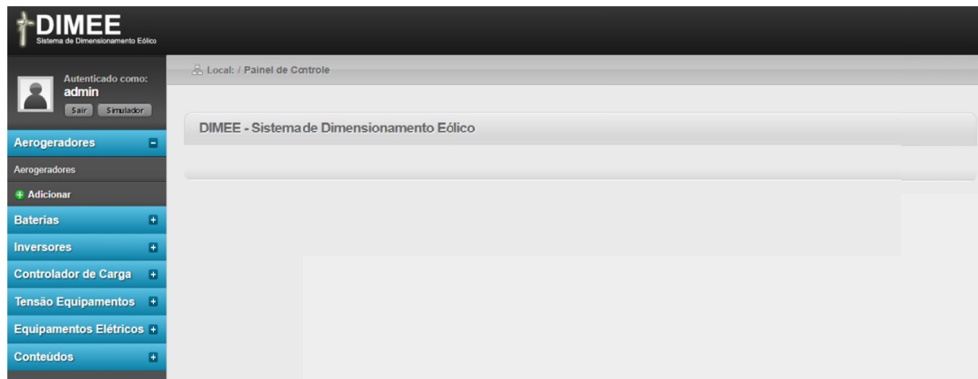 DIMEE
Sistema de Dimensionamento Eólico
Autenticado como:
admin
Sair Simulador
Local: / Painel de Controle
DIMEE - Sistema de Dimensionamento Eólico
Aerogeradores
Aerogeradores
Adicionar
Baterias
Inversores
Controlador de Carga
Tensão Equipamentos
Equipamentos Elétricos
Conteúdos